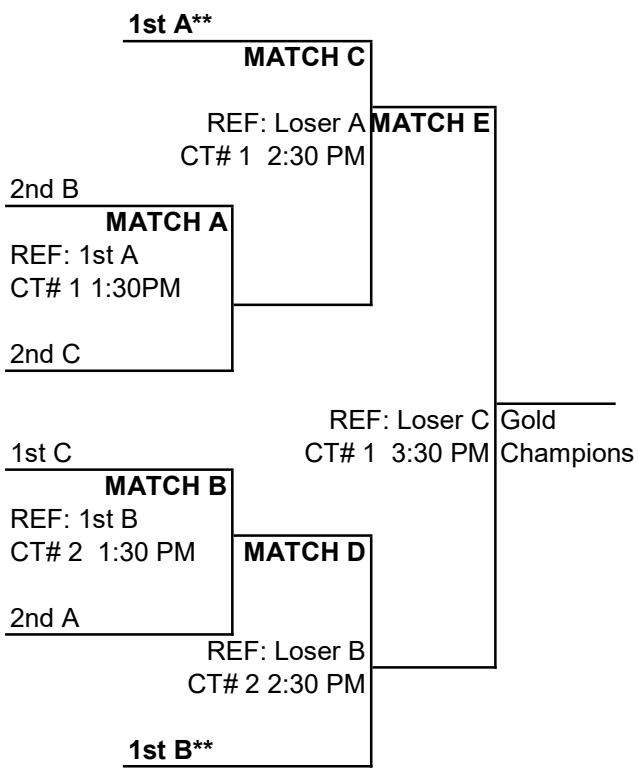 1st A**
MATCH C
REF: Loser A
MATCH E
CT# 1  2:30 PM
2nd B
MATCH A
REF: 1st A
CT# 1 1:30PM
2nd C
REF: Loser C
Gold
CT# 1  3:30 PM
Champions
1st C
MATCH B
REF: 1st B
CT# 2  1:30 PM
MATCH D
2nd A
REF: Loser B
CT# 2 2:30 PM
1st B**